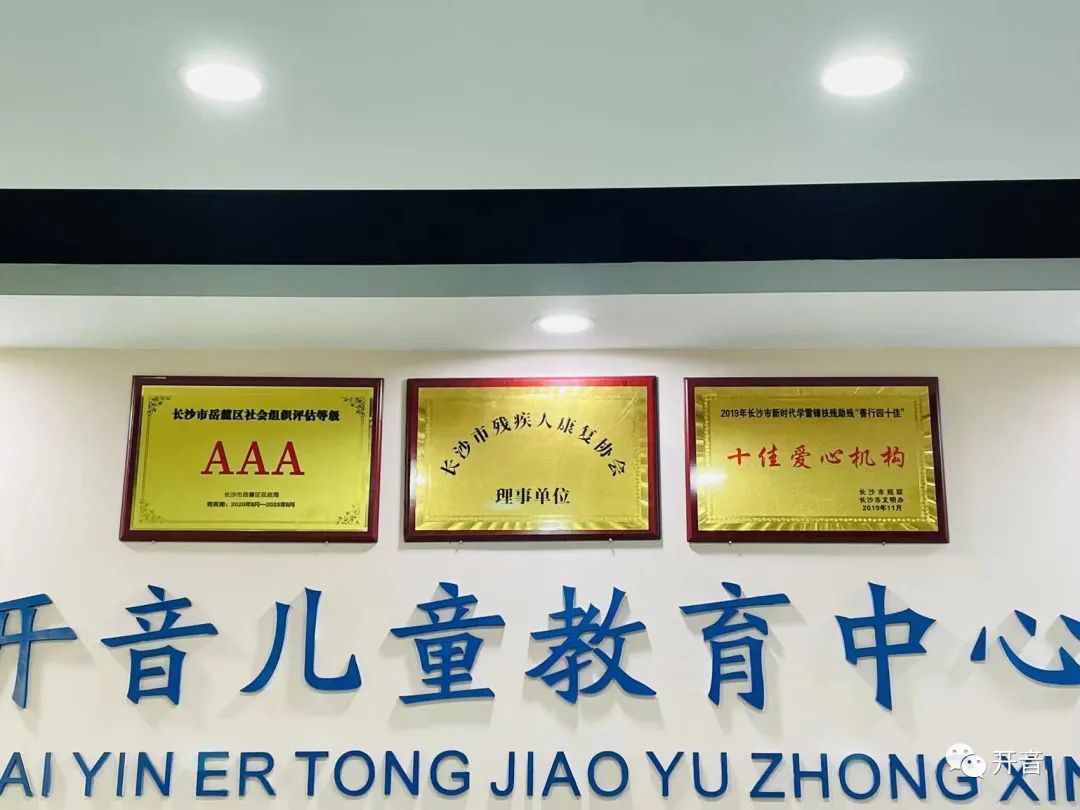 长沙市岳麓区社会组织评估等级
AAA
长沙市岳麓区民政局
有效期:2020年8月—2025年8月
长沙市残疾人康复协会
理事单位
2019年长沙市新时代学雷锋扶残助残“善行四十佳”
十佳爱心机构
长沙市残联
长沙市文明办
2019年11月
开音儿童教育中心
AI YIN ER TONG JIAO YU ZHONG XIN
开音